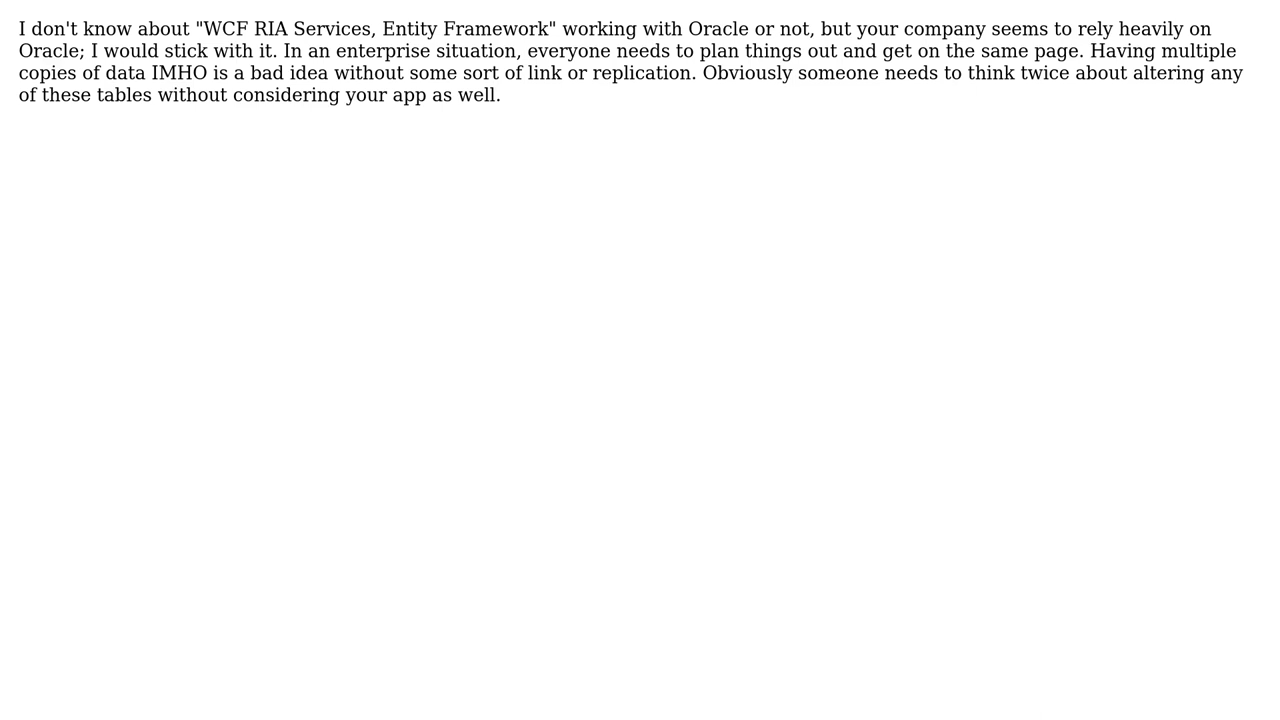 I don't know about "WCF RIA Services, Entity Framework" working with Oracle or not, but your company seems to rely heavily on
Oracle; I would stick with it. In an enterprise situation, everyone needs to plan things out and get on the same page. Having multiple
copies of data IMHO is a bad idea without some sort of link or replication. Obviously someone needs to think twice about altering any
of these tables without considering your app as well.